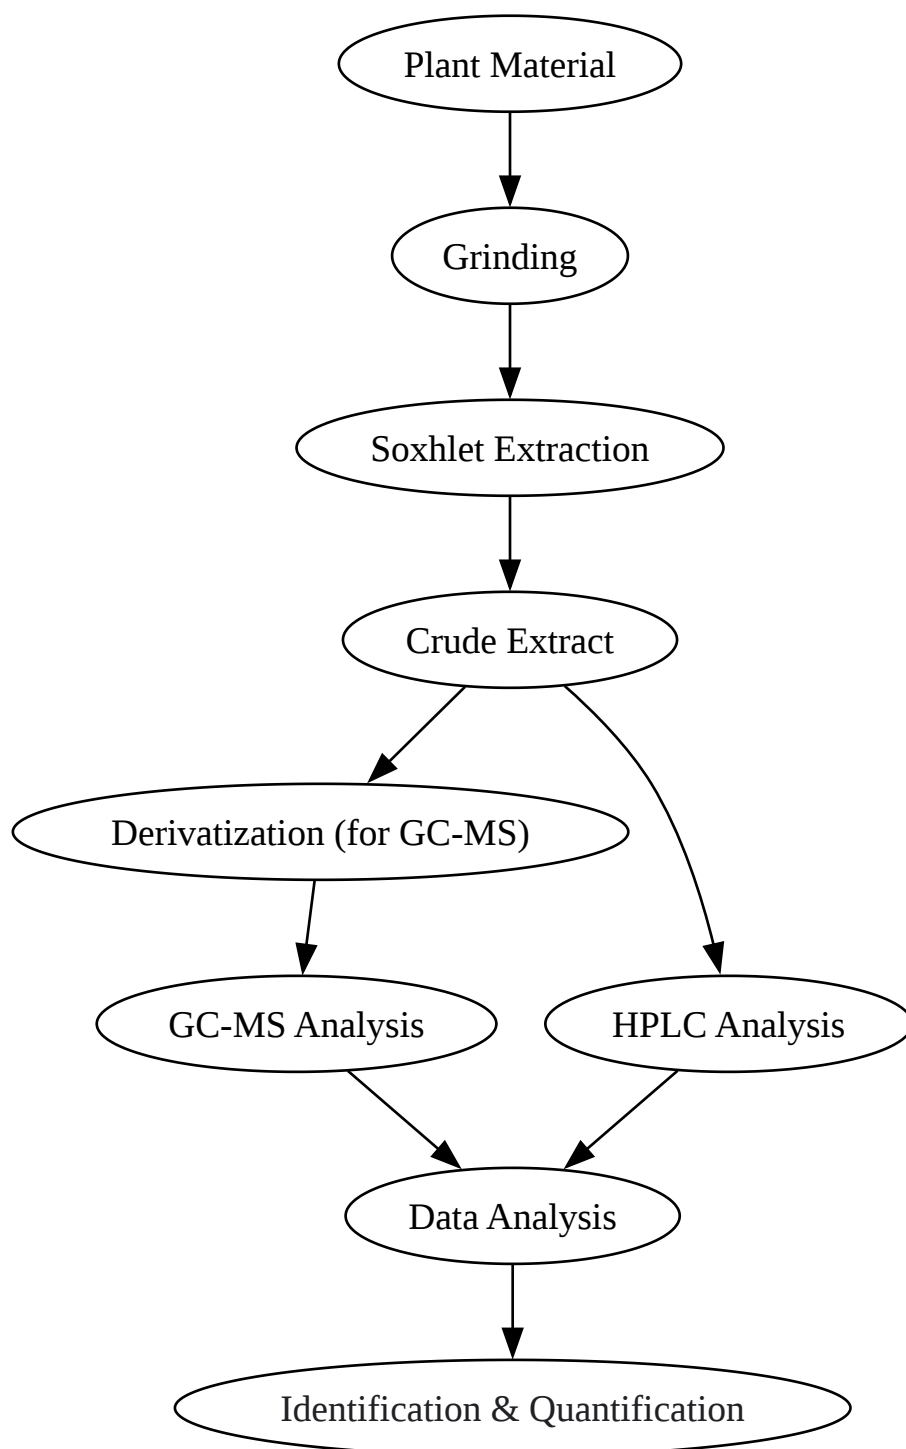 Plant Material
Grinding
Soxhlet Extraction
Crude Extract
Derivatization (for GC-MS)
GC-MS Analysis
HPLC Analysis
Data Analysis
Identification & Quantification